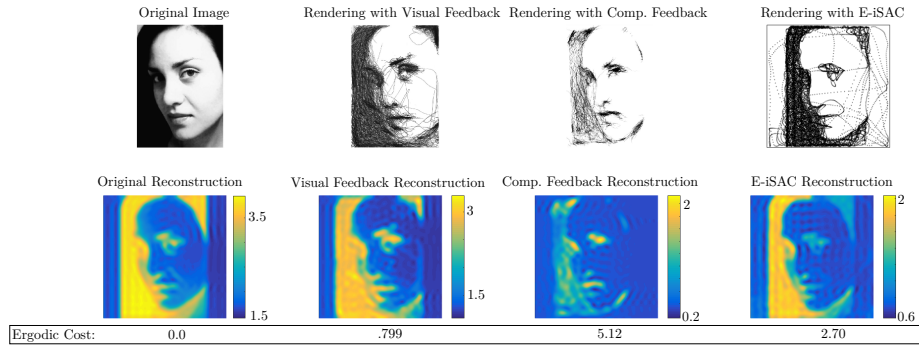 Original Image
Rendering with Visual Feedback
Rendering with Comp. Feedback
Rendering with E-iSAC
Original Reconstruction
Visual Feedback Reconstruction
Comp. Feedback Reconstruction
E-iSAC Reconstruction
3.5
1.5
3
1.5
2
0.2
2
0.6
Ergodic Cost: 0.0 .799 5.12 2.70